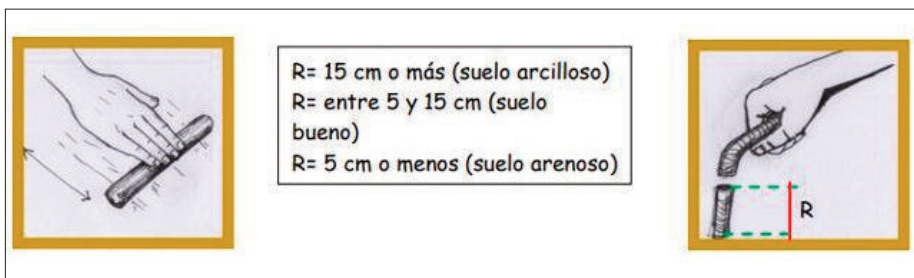 R= 15 cm o más (suelo arcilloso)
R= entre 5 y 15 cm (suelo
bueno)
R= 5 cm o menos (suelo arenoso)
R